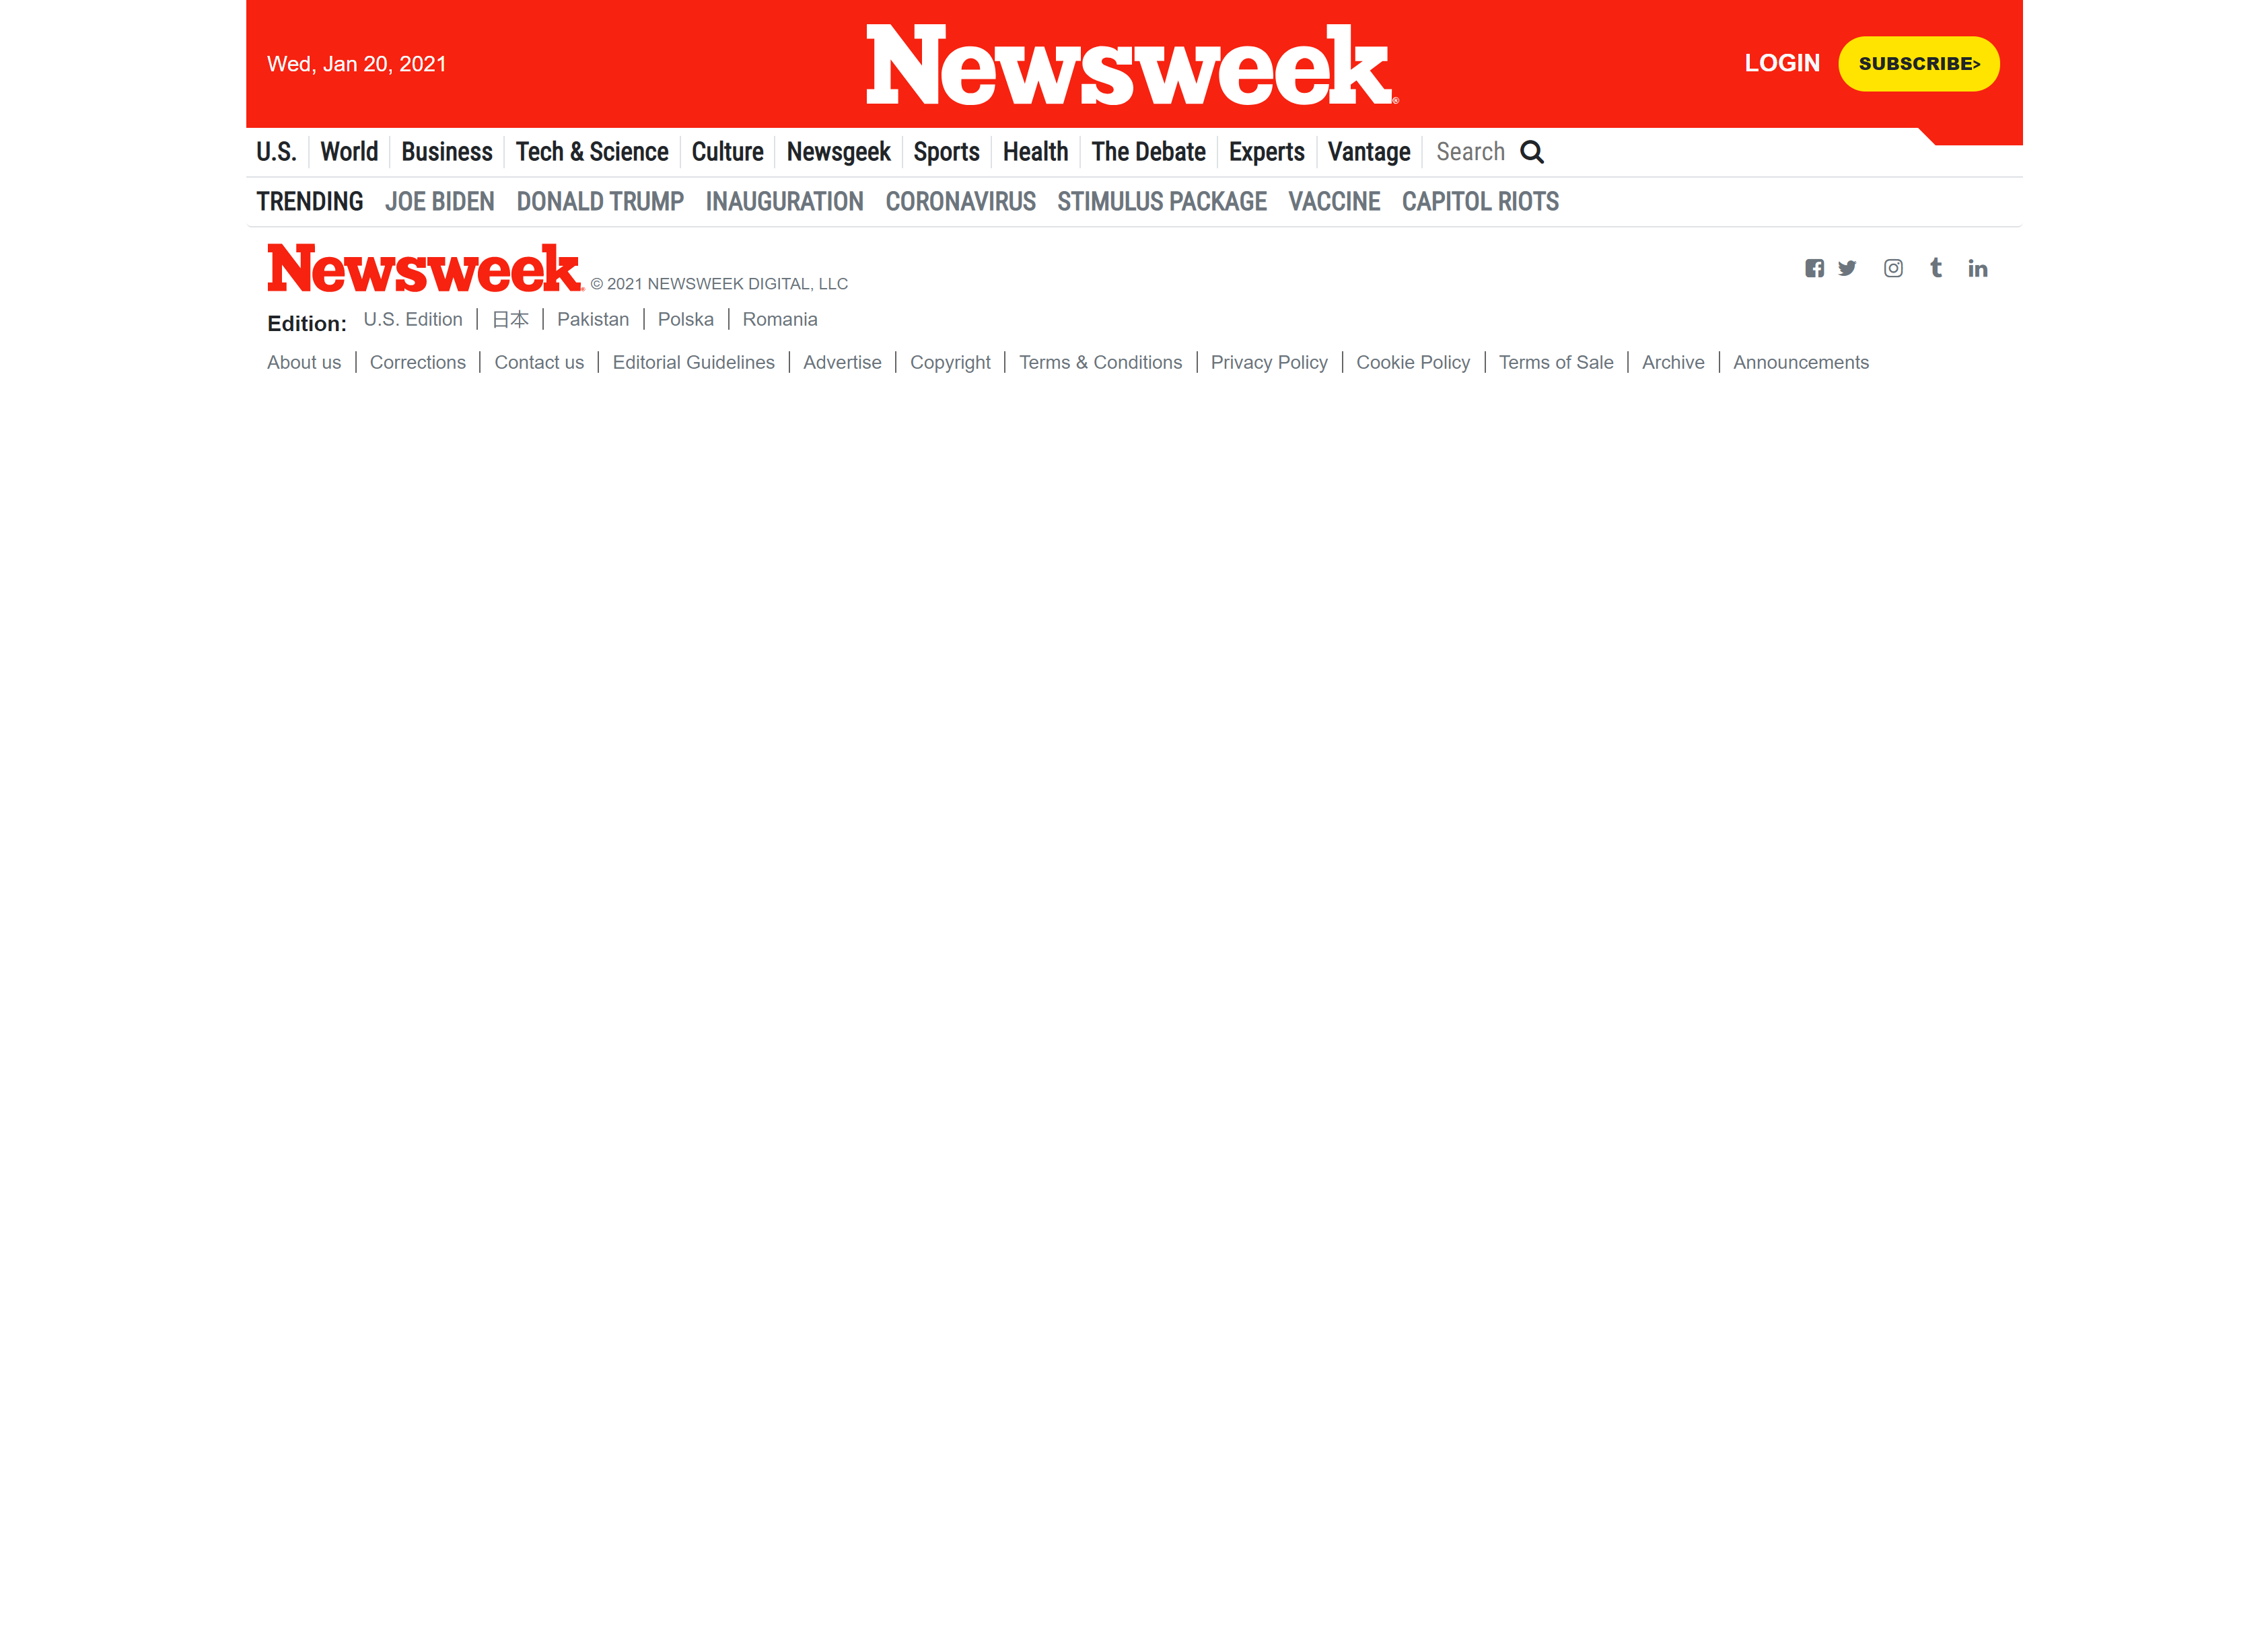 Wed, Jan 20, 2021
Newsweek®
LOGIN
SUBSCRIBE>
U.S. World Business Tech & Science Culture Newsgeek Sports Health The Debate Experts Vantage Search
TRENDING JOE BIDEN DONALD TRUMP INAUGURATION CORONAVIRUS STIMULUS PACKAGE VACCINE CAPITOL RIOTS
Newsweek © 2021 NEWSWEEK DIGITAL, LLC
Edition: U.S. Edition | 日本 | Pakistan | Polska | Romania
About us | Corrections | Contact us | Editorial Guidelines | Advertise | Copyright | Terms & Conditions | Privacy Policy | Cookie Policy | Terms of Sale | Archive | Announcements